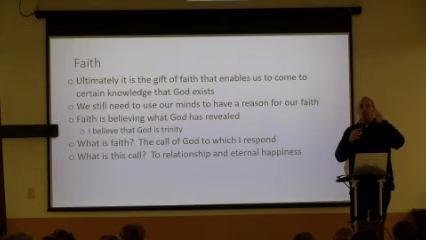 Faith
○ Ultimately it is the gift of faith that enables us to come to
certain knowledge that God exists
○ We still need to use our minds to have a reason for our faith
○ Faith is believing what God has revealed
○ I believe that God is trinity
○ What is faith? The call of God to which I respond
○ What is this call? To relationship and eternal happiness